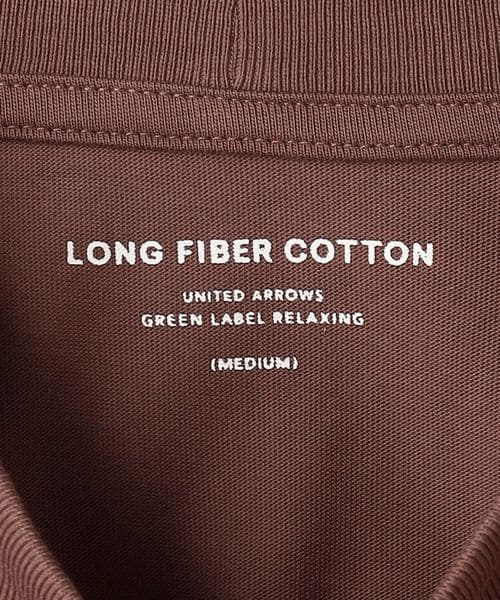 LONG FIBER COTTON
UNITED ARROWS
GREEN LABEL RELAXING
(MEDIUM)